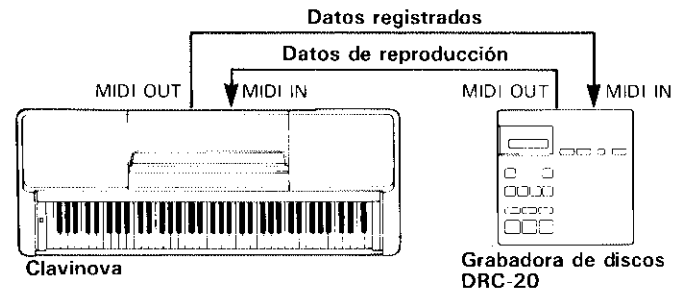 Datos registrados
Datos de reproducción
MIDI OUT
MIDI IN
MIDI OUT
MIDI IN
Clavinova
Grabadora de discos
DRC-20